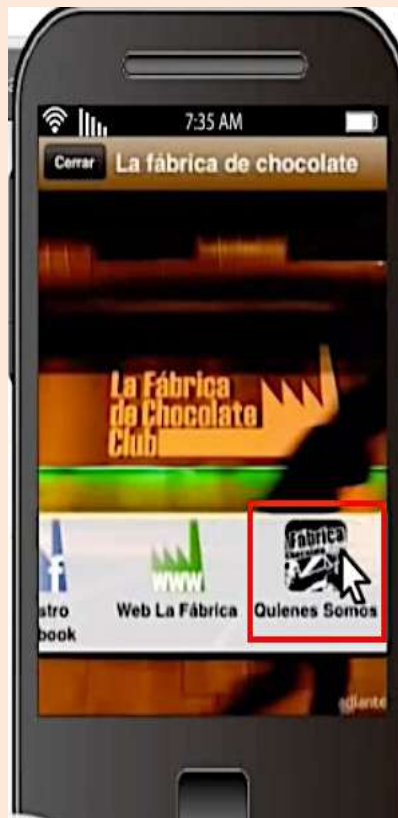 7:35 AM
Cerrar La fábrica de chocolate
La Fábrica
de Chocolate
Club
www
f
Fábrica
Chocolate
stro
book
Web La Fábrica
Quienes Somos